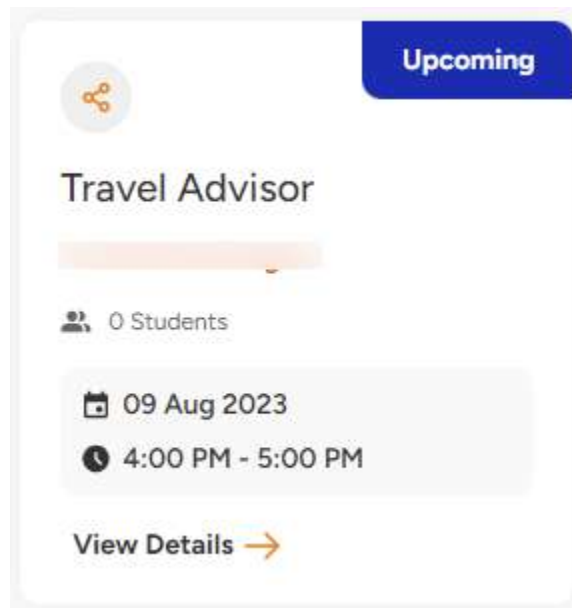 Upcoming
Travel Advisor
0 Students
09 Aug 2023
4:00 PM - 5:00 PM
View Details